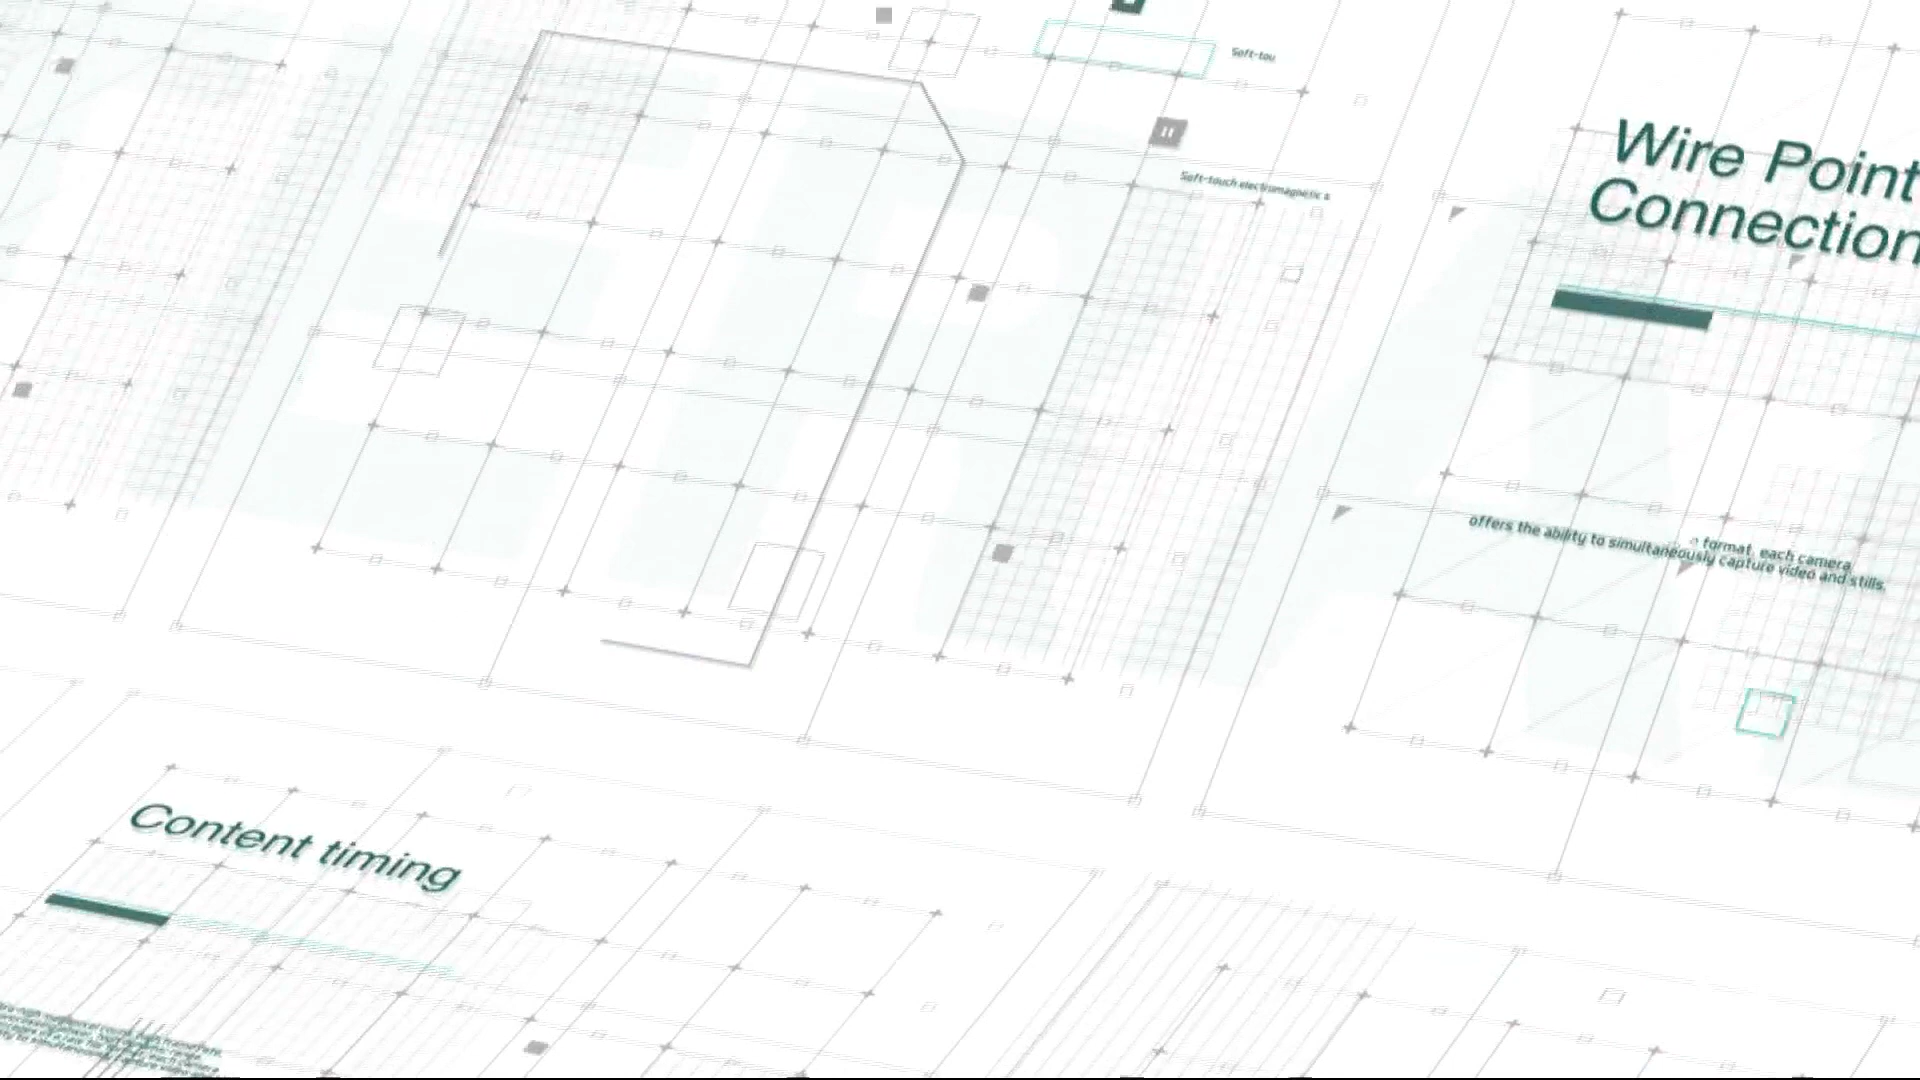 Soft-tou
Soft-touch electromagnetic s
Wire Point
Connection
format, each camera
offers the ability to simultaneously capture video and stills.
Content timing